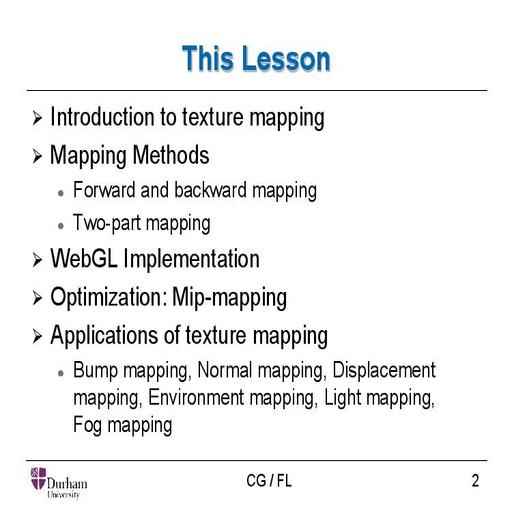 This Lesson
Introduction to texture mapping
Mapping Methods
Forward and backward mapping
Two-part mapping
WebGL Implementation
Optimization: Mip-mapping
Applications of texture mapping
Bump mapping, Normal mapping, Displacement
mapping, Environment mapping, Light mapping,
Fog mapping
Durham
University
CG / FL
2